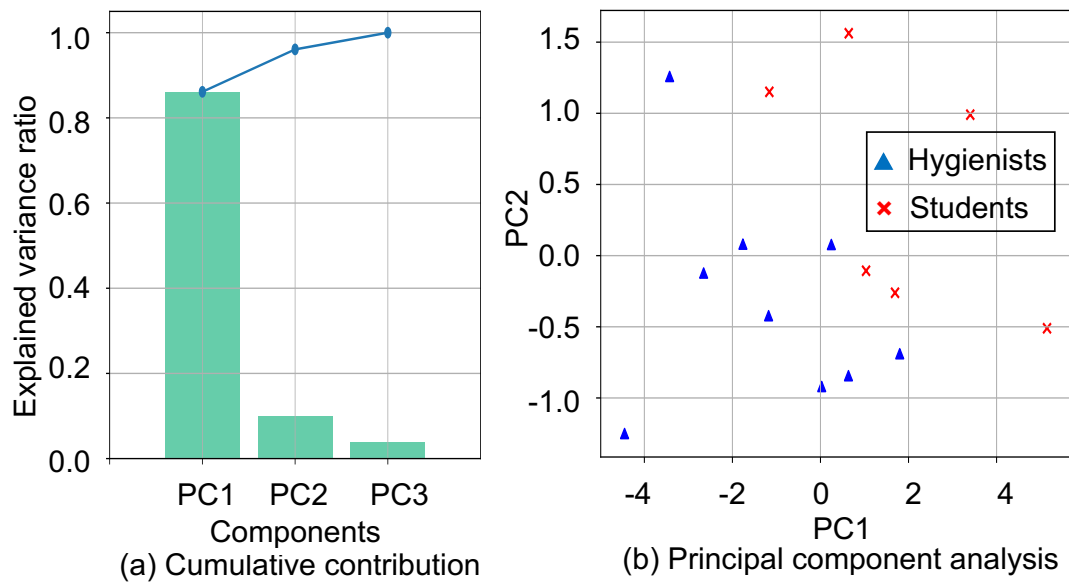 Explained variance ratio
1.0
0.8
0.6
0.4
0.2
0.0
PC1 PC2 PC3
Components
(a) Cumulative contribution
PC2
1.5
1.0
0.5
0.0
-0.5
-1.0
Hygienists
Students
-4 -2 0 2 4
PC1
(b) Principal component analysis